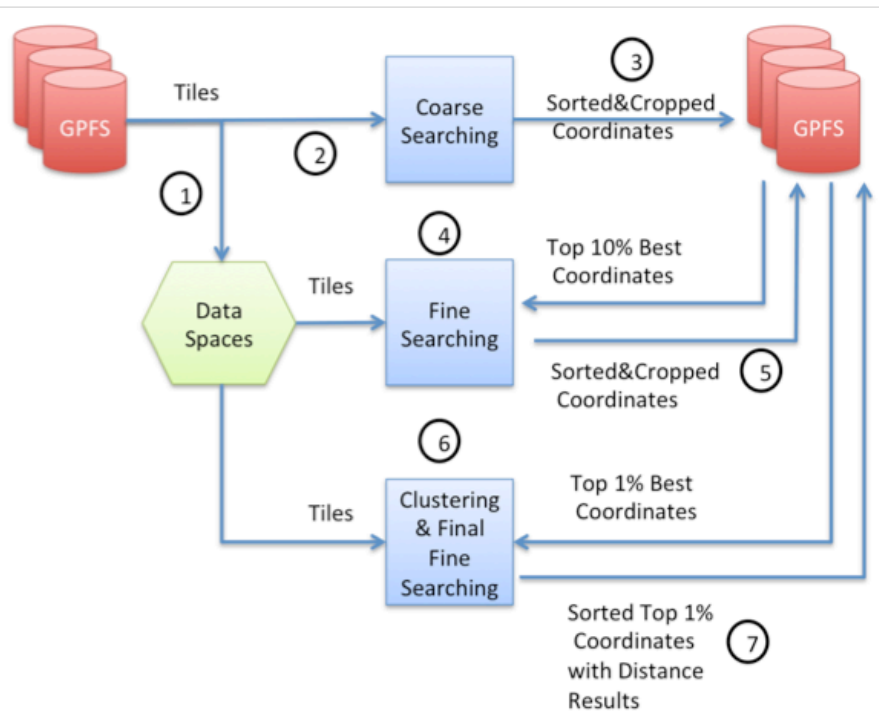 GPFS
Tiles
1
2
Coarse
Searching
3
Sorted&Cropped
Coordinates
GPFS
Data
Spaces
Tiles
4
Fine
Searching
Top 10% Best
Coordinates
Sorted&Cropped
Coordinates
5
Tiles
6
Clustering
& Final
Fine
Searching
Top 1% Best
Coordinates
Sorted Top 1%
Coordinates
with Distance
Results
7